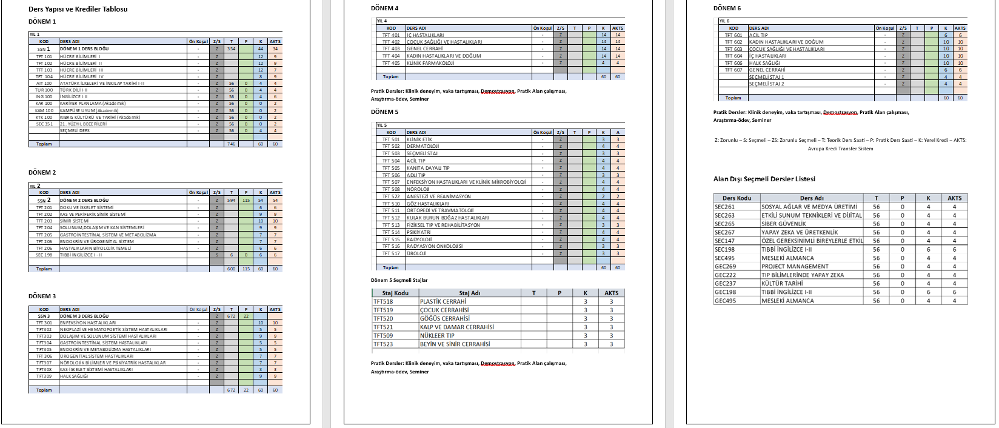 Ders Yapısı ve Krediler Tablosu
DÖNEM 1
YIL 1
KOD DERS ADI Ön Koşul Z/S T P K AKTS
SSN 1 DÖNEM 1 DERS BLOĞU - Z 354 44 34
TFT 101 HÜCRE BİLİMLERİ I - Z 12 9
TFT 102 HÜCRE BİLİMLERİ II - Z 12 9
TFT 103 HÜCRE BİLİMLERİ III - Z 12 7
TFT 104 HÜCRE BİLİMLERİ IV - Z 8 9
AIT 100 ATATÜRK İLKELERİ VE İNKILAP TARİHİ I-II - Z 56 0 4 4
TUR 100 TÜRK DİLİ I-II - Z 56 0 4 4
ING 100 İNGİLİZCE I-II - Z 56 0 4 6
KAR 100 KARİYER PLANLAMA (Akademik) - Z 56 0 0 2
KAM 100 KAMPÜSE UYUM (Akademik) - Z 56 0 0 2
KTK 100 KIBRIS KÜLTÜRÜ VE TARİHİ (Akademik) - Z 56 0 0 2
SEC 351 21. YÜZYIL BECERİLERİ - Z 56 0 0 2
SEÇMELİ DERS - Z 56 0 4 4
Toplam 746 60 60
DÖNEM 2
YIL 2
KOD DERS ADI Ön Koşul Z/S T P K AKTS
SSN 2 DÖNEM 2 DERS BLOĞU - Z 594 115 54 54
TFT 201 DOKU VE İSKELET SİSTEMİ - Z 6 6
TFT 202 KAS VE PERİFERİK SİNİR SİSTEMİ - Z 9 9
TFT 203 SİNİR SİSTEMİ - Z 10 10
TFT 204 SOLUNUM,DOLAŞIM VE KAN SİSTEMLERİ - Z 9 9
TFT 205 GASTROİNTESTİNAL SİSTEM VE METABOLİZMA - Z 7 7
TFT 206 ENDOKRİN VE ÜROGENİTAL SİSTEM - Z 7 7
TFT 206 HASTALIKLARIN BİYOLOJİK TEMELİ - Z 6 6
SEC 198 TIBBİ İNGİLİZCE I-II - S 6 0 6 6
Toplam 600 115 60 60
DÖNEM 3
KOD DERS ADI Ön Koşul Z/S T P K AKTS
SSN 3 DÖNEM 3 DERS BLOĞU Z 672 22
TFT 301 ENFEKSİYON HASTALIKLARI - Z 10 10
TFT302 NEOPLAZİ VE HEMATOPOETİK SİSTEM HASTALIKLARI - Z 5 5
TFT303 DOLAŞIM VE SOLUNUM SİSTEMİ HASTALIKLARI - Z 9 9
TFT304 GASTROİNTESTİNAL SİSTEM HASTALIKLARI - Z 5 5
TFT305 ENDOKRİN VE METABOLİZMA HASTALIKLARI - Z 5 5
TFT 306 ÜROGENİTAL SİSTEM HASTALIKLARI - Z 7 7
TFT307 NÖROLOJİK BİLİMLER VE PSİKİYATRİK HASTALIKLAR - Z 7 7
TFT308 KAS-İSKELET SİSTEMİ HASTALIKLARI - Z 3 3
TFT309 HALK SAĞLIĞI - Z 9 9
Toplam 672 22 60 60
DÖNEM 4
YIL 4
KOD DERS ADI Ön Koşul Z/S T P K AKTS
TFT 401 İÇ HASTALIKLARI - Z 14 14
TFT 402 ÇOCUK SAĞLIĞI VE HASTALIKLARI - Z 14 14
TFT 403 GENEL CERRAHİ - Z 14 14
TFT 404 KADIN HASTALIKLARI VE DOĞUM - Z 14 14
TFT 405 KLİNİK FARMAKOLOJİ - Z 4 4
Toplam 60 60
Pratik Dersler: Klinik deneyim, vaka tartışması, Demostrasyon, Pratik Alan çalışması,
Araştırma-ödev, Seminer
DÖNEM 5
YIL 5
KOD DERS ADI Ön Koşul Z/S T P K A
TFT 501 KLİNİK ETİK - Z 3 3
TFT 502 DERMATOLOJİ - Z 4 4
TFT 503 SEÇMELİ STAJ - Z 3 3
TFT 504 ACİL TIP - Z 4 4
TFT 505 KANITA DAYALI TIP - Z 4 4
TFT 506 ADLİ TIP - Z 3 3
TFT 507 ENFEKSİYON HASTALIKLARI VE KLİNİK MİKROBİYOLOJİ - Z 4 4
TFT 508 NÖROLOJİ - Z 4 4
TFT 522 ANESTEZİ VE REANİMASYON - Z 2 2
TFT 510 GÖZ HASTALIKLARI - Z 4 4
TFT 511 ORTOPEDİ VE TRAVMATOLOJİ - Z 4 4
TFT 512 KULAK BURUN BOĞAZ HASTALIKLARI - Z 4 4
TFT 513 FİZİKSEL TIP VE REHABİLİTASYON - Z 4 4
TFT 514 PSİKİYATRİ - Z 4 4
TFT 515 RADYOLOJİ - Z 4 4
TFT 516 RADYASYON ONKOLOJİSİ - Z 3 3
TFT 517 ÜROLOJİ - Z 4 4
Toplam 60 60
Dönem 5 Seçmeli Stajlar
Staj Kodu Staj Adı T P K AKTS
TFT518 PLASTİK CERRAHİ 3 3
TFT519 ÇOCUK CERRAHİSİ 3 3
TFT520 GÖĞÜS CERRAHİSİ 3 3
TFT521 KALP VE DAMAR CERRAHİSİ 3 3
TFT509 NÜKLEER TIP 3 3
TFT523 BEYİN VE SİNİR CERRAHİSİ 3 3
Pratik Dersler: Klinik deneyim, vaka tartışması, Demostrasyon, Pratik Alan çalışması,
Araştırma-ödev, Seminer
DÖNEM 6
YIL 6
KOD DERS ADI Ön Koşul Z/S T P K AKTS
TFT 601 ACİL TIP - Z 6 6
TFT 602 KADIN HASTALIKLARI VE DOĞUM - Z 10 10
TFT 603 ÇOCUK SAĞLIĞI VE HASTALIKLARI - Z 10 10
TFT 604 İÇ HASTALIKLARI - Z 10 10
TFT 606 HALK SAĞLIĞI - Z 10 10
TFT 607 GENEL CERRAHİ - Z 6 6
SEÇMELİ STAJ 1 - Z 4 4
SEÇMELİ STAJ 2 - Z 4 4
Toplam 60 60
Pratik Dersler: Klinik deneyim, vaka tartışması, Demostrasyon, Pratik Alan çalışması,
Araştırma-ödev, Seminer
Z: Zorunlu – S: Seçmeli – ZS: Zorunlu Seçmeli – T: Teorik Ders Saati – P: Pratik Ders Saati – K: Yerel Kredi – AKTS:
Avrupa Kredi Transfer Sistem
Alan Dışı Seçmeli Dersler Listesi
Ders Kodu Ders Adı T P K AKTS
SEC261 SOSYAL AĞLAR VE MEDYA ÜRETİMİ 56 0 4 4
SEC263 ETKİLİ SUNUM TEKNİKLERİ VE DİJİTAL 56 0 4 4
SEC265 SİBER GÜVENLİK 56 0 4 4
SEC267 YAPAY ZEKA VE ÜRETKENLİK 56 0 4 4
SEC147 ÖZEL GEREKSİNİMLİ BİREYLERLE ETKİL 56 0 4 4
SEC198 TIBBİ İNGİLİZCE I-II 56 0 6 6
SEC495 MESLEKİ ALMANCA 56 0 4 4
GEC269 PROJECT MANAGEMENT 56 0 4 4
GEC222 TIP BİLİMLERİNDE YAPAY ZEKA 56 0 4 4
GEC237 KÜLTÜR TARİHİ 56 0 4 4
GEC198 TIBBİ İNGİLİZCE I-II 56 0 6 6
GEC495 MESLEKİ ALMANCA 56 0 4 4